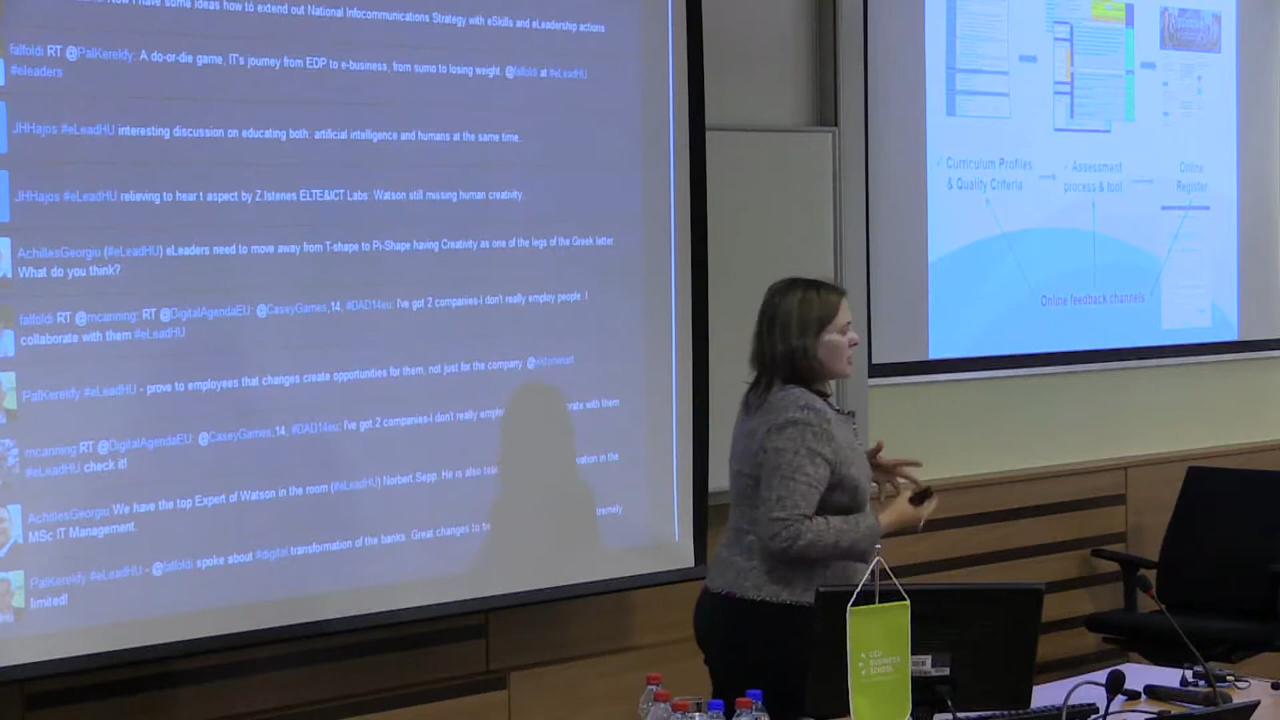 Now I have some ideas how to extend out National Infocommunications Strategy with eSkills and eLeadership actions
falfoldi RT @PalKerekfy: A do-or-die game, IT's journey from EDP to e-business, from sumo to losing weight. @falfoldi at #eLeadHU
#eleaders
JHHajos #eLeadHU interesting discussion on educating both: artificial intelligence and humans at the same time..
JHHajos #eLeadHU relieving to hear t aspect by Z.Istenes ELTE&ICT Labs: Watson still missing human creativity.
AchillesGeorgiu (#eLeadHU) eLeaders need to move away from T-shape to Pi-Shape having Creativity as one of the legs of the Greek letter.
What do you think?
falfoldi RT @mcanning: RT @DigitalAgendaEU: @CaseyGames,14, #DAD14eu: I've got 2 companies-I don't really employ people. I
collaborate with them #eLeadHU
PalKerekfy #eLeadHU - prove to employees that changes create opportunities for them, not just for the company.
mcanning RT @DigitalAgendaEU: @CaseyGames,14, #DAD14eu: I've got 2 companies-I don't really with them
#eLeadHU check it!
AchillesGeorgiu We have the top Expert of Watson in the room (#eLeadHU) Norbert Sepp. He is also in the
MSc IT Management.
PalKerekfy #eLeadHU - @falfoldi spoke about #digital transformation of the banks. Great changes to
limited!
✓ Curriculum Profiles
& Quality Criteria
Assessment
process & tool
Online
Register
Online feedback channels
CEU
BUSINESS
SCHOOL